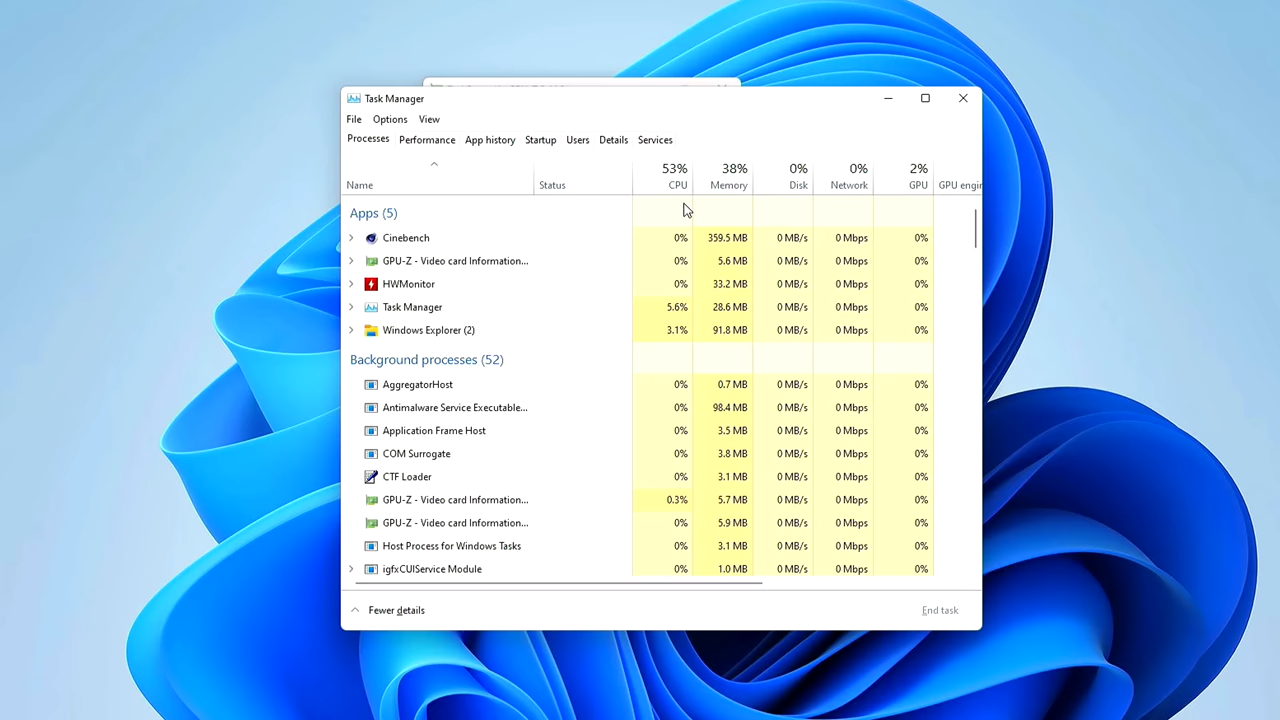 Task Manager
File Options View
Processes Performance App history Startup Users Details Services
53% 38% 0% 0% 2%
Name Status CPU Memory Disk Network GPU GPU engin
Apps (5)
Cinebench 0% 359.5 MB 0 MB/s 0 Mbps 0%
GPU-Z - Video card Information... 0% 5.6 MB 0 MB/s 0 Mbps 0%
HWMonitor 0% 33.2 MB 0 MB/s 0 Mbps 0%
Task Manager 5.6% 28.6 MB 0 MB/s 0 Mbps 0%
Windows Explorer (2) 3.1% 91.8 MB 0 MB/s 0 Mbps 0%
Background processes (52)
AggregatorHost 0% 0.7 MB 0 MB/s 0 Mbps 0%
Antimalware Service Executable... 0% 98.4 MB 0 MB/s 0 Mbps 0%
Application Frame Host 0% 3.5 MB 0 MB/s 0 Mbps 0%
COM Surrogate 0% 3.8 MB 0 MB/s 0 Mbps 0%
CTF Loader 0% 3.1 MB 0 MB/s 0 Mbps 0%
GPU-Z - Video card Information... 0.3% 5.7 MB 0 MB/s 0 Mbps 0%
GPU-Z - Video card Information... 0% 5.9 MB 0 MB/s 0 Mbps 0%
Host Process for Windows Tasks 0% 3.1 MB 0 MB/s 0 Mbps 0%
igfxCUIService Module 0% 1.0 MB 0 MB/s 0 Mbps 0%
Fewer details End task